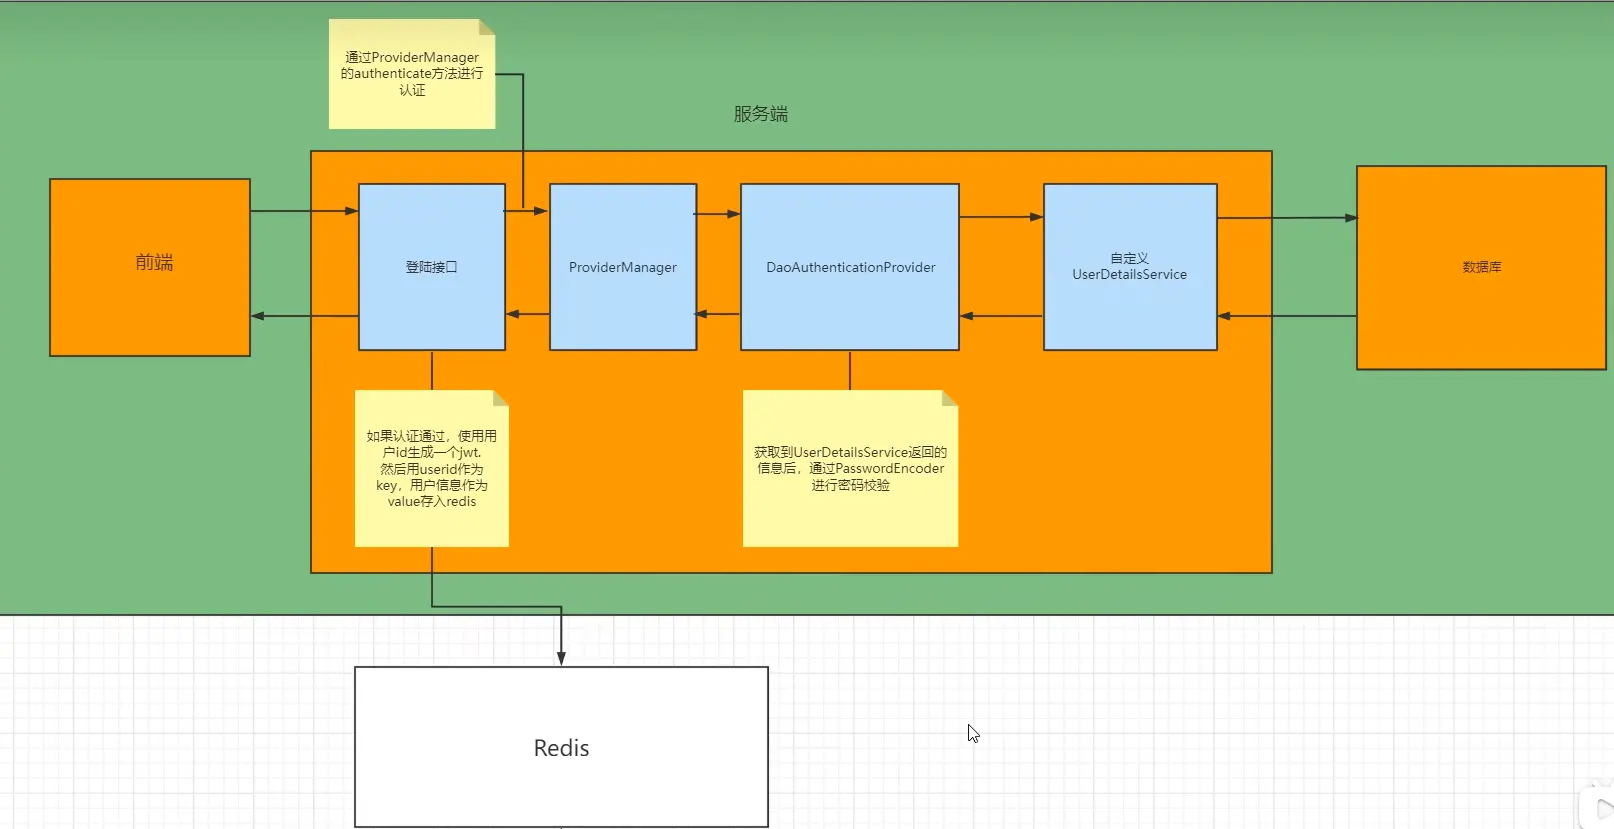 通过ProviderManager
的authenticate方法进行
认证
服务端
前端
登陆接口
ProviderManager
DaoAuthenticationProvider
自定义
UserDetailsService
数据库
如果认证通过，使用用
户id生成一个jwt.
然后用userid作为
key，用户信息作为
value存入redis
获取到UserDetailsService返回的
信息后，通过PasswordEncoder
进行密码校验
Redis